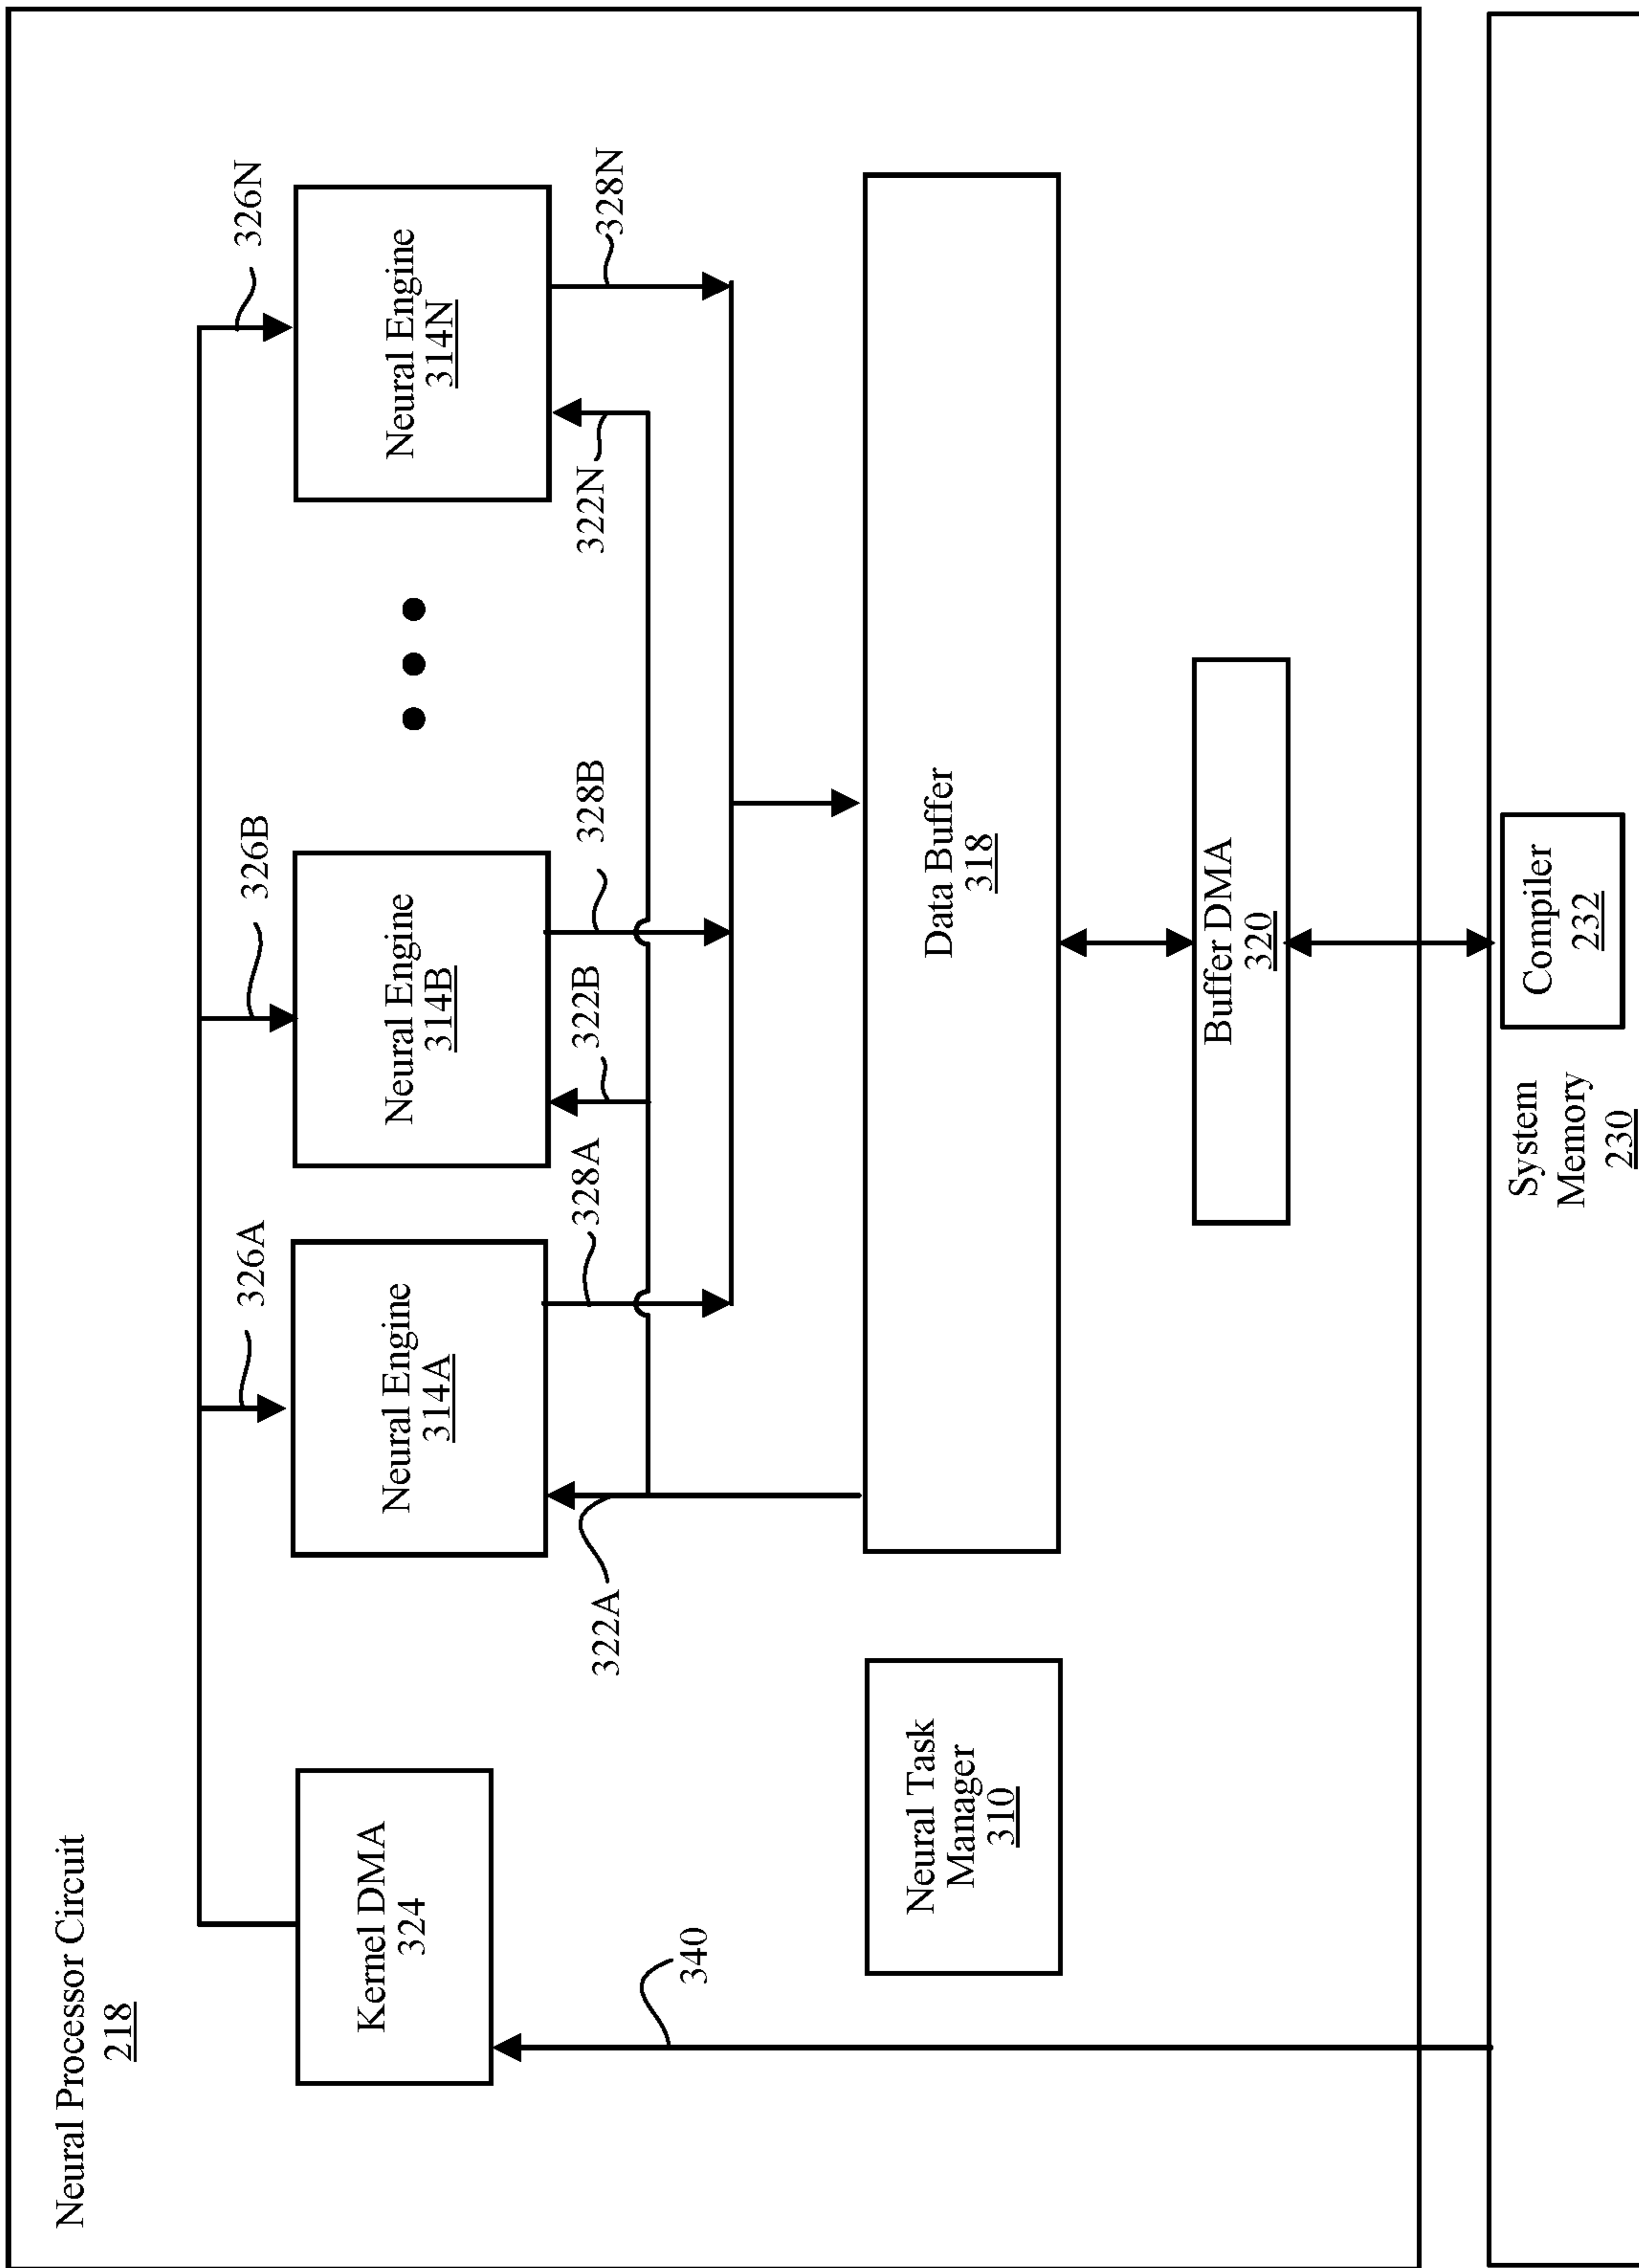 Neural Processor Circuit
218
Kernel DMA
324
326A
326B
326N
Neural Engine
314A
Neural Engine
314B
Neural Engine
314N
322A
328A
322B
328B
322N
328N
340
Neural Task
Manager
310
Data Buffer
318
Buffer DMA
320
System
Memory
230
Compiler
232